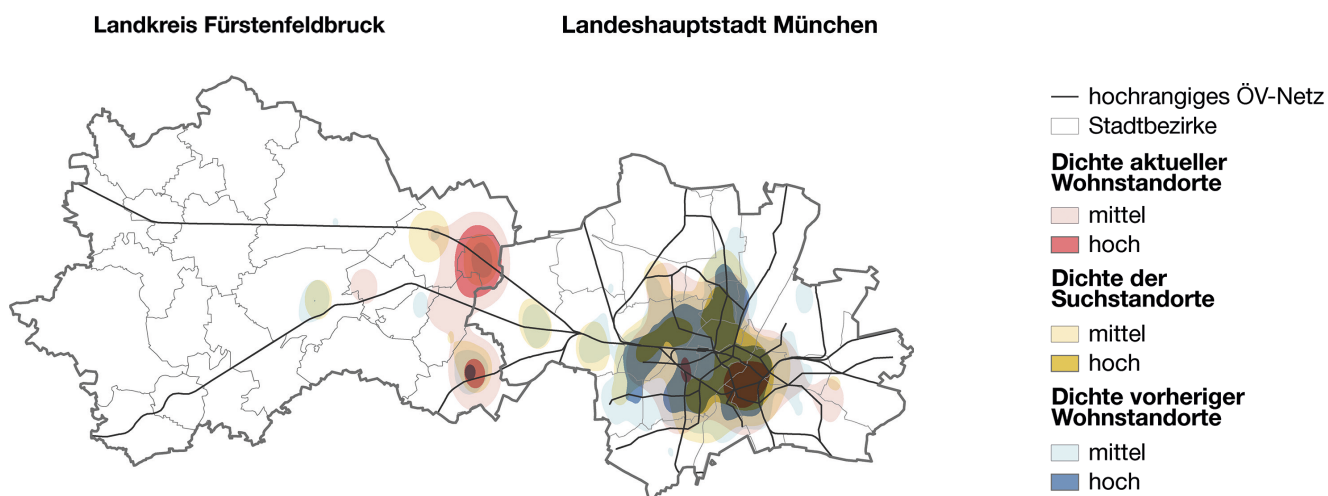 Landkreis Fürstenfeldbruck
Landeshauptstadt München
hochrangiges ÖV-Netz
Stadtbezirke
Dichte aktueller
Wohnstandorte
mittel
hoch
Dichte der
Suchstandorte
mittel
hoch
Dichte vorheriger
Wohnstandorte
mittel
hoch